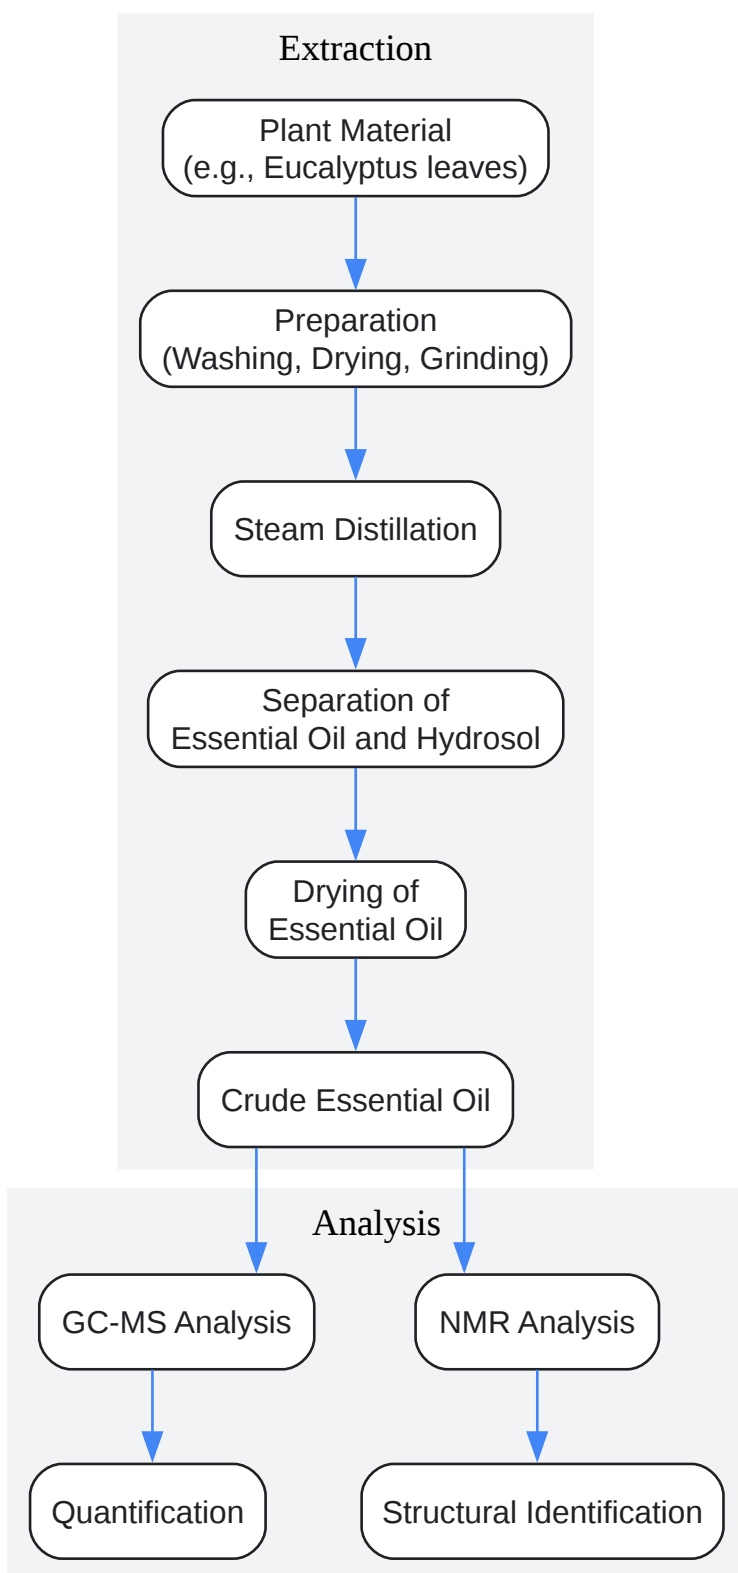 Extraction
Plant Material
(e.g., Eucalyptus leaves)
Preparation
(Washing, Drying, Grinding)
Steam Distillation
Separation of
Essential Oil and Hydrosol
Drying of
Essential Oil
Crude Essential Oil
Analysis
GC-MS Analysis
NMR Analysis
Quantification
Structural Identification